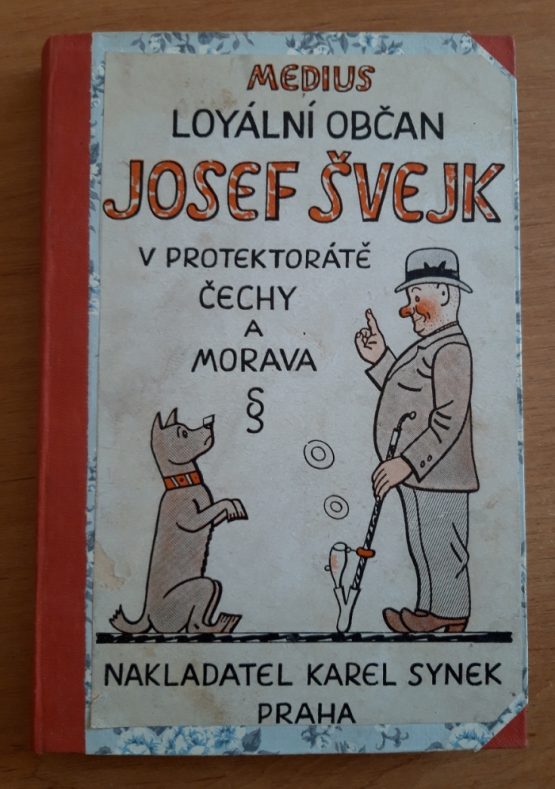 MEDIUS
LOYÁLNÍ OBČAN
JOSEF ŠVEJK
V PROTEKTORÁTĚ
ČECHY
A
MORAVA
§
NAKLADATEL KAREL SYNEK
PRAHA